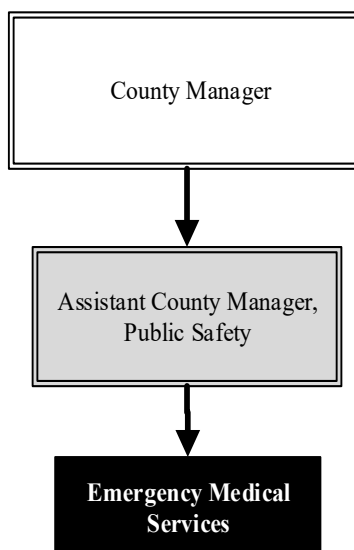 County Manager
Assistant County Manager,
Public Safety
Emergency Medical
Services